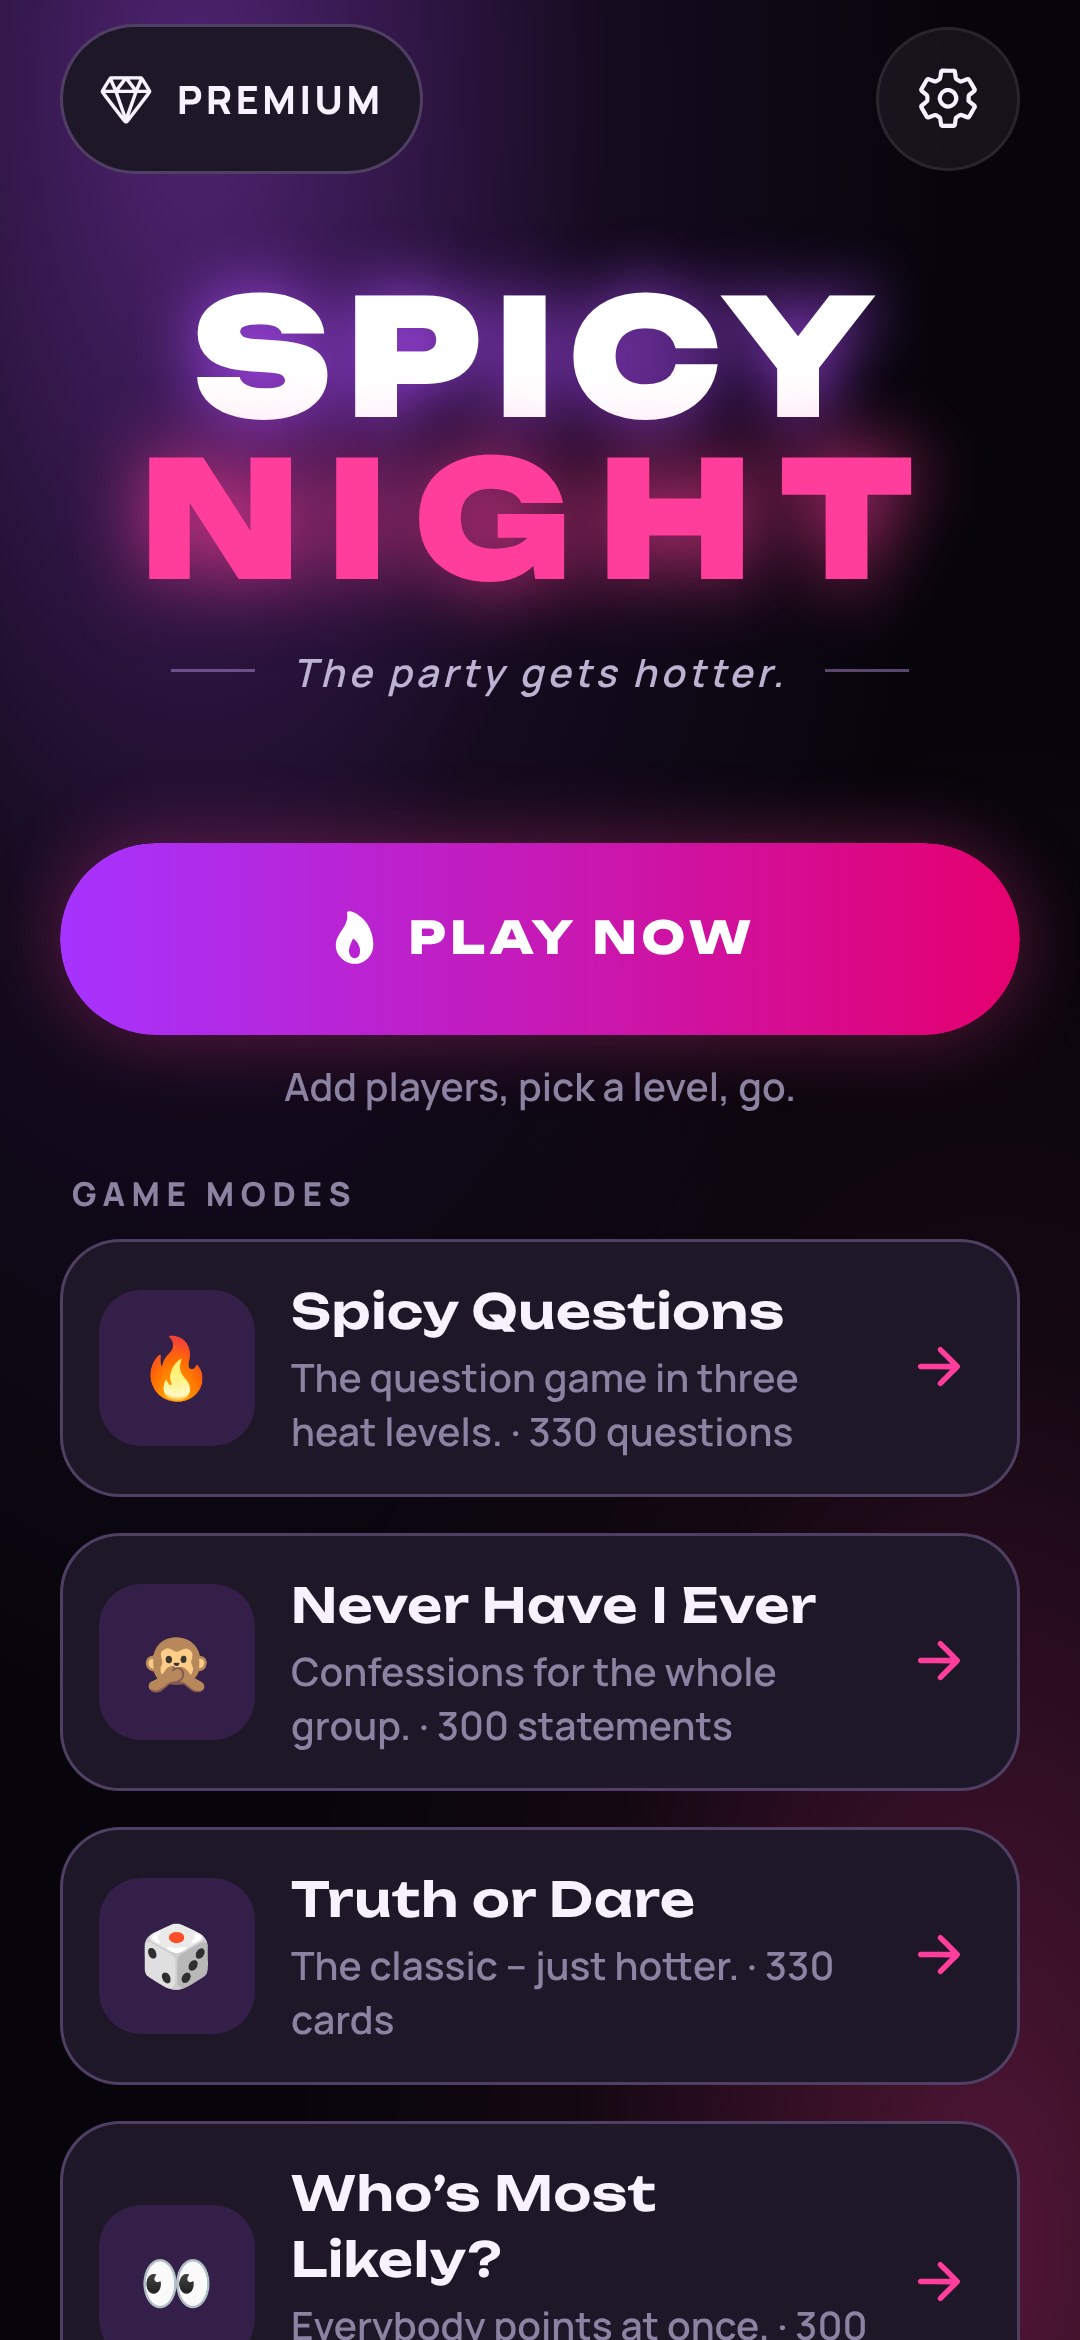 PREMIUM
SPICY
NIGHT
The party gets hotter.
PLAY NOW
Add players, pick a level, go.
GAME MODES
Spicy Questions
The question game in three
heat levels. · 330 questions
Never Have I Ever
Confessions for the whole
group. · 300 statements
Truth or Dare
The classic – just hotter. · 330
cards
Who’s Most
Likely?
Everybody points at once. · 300